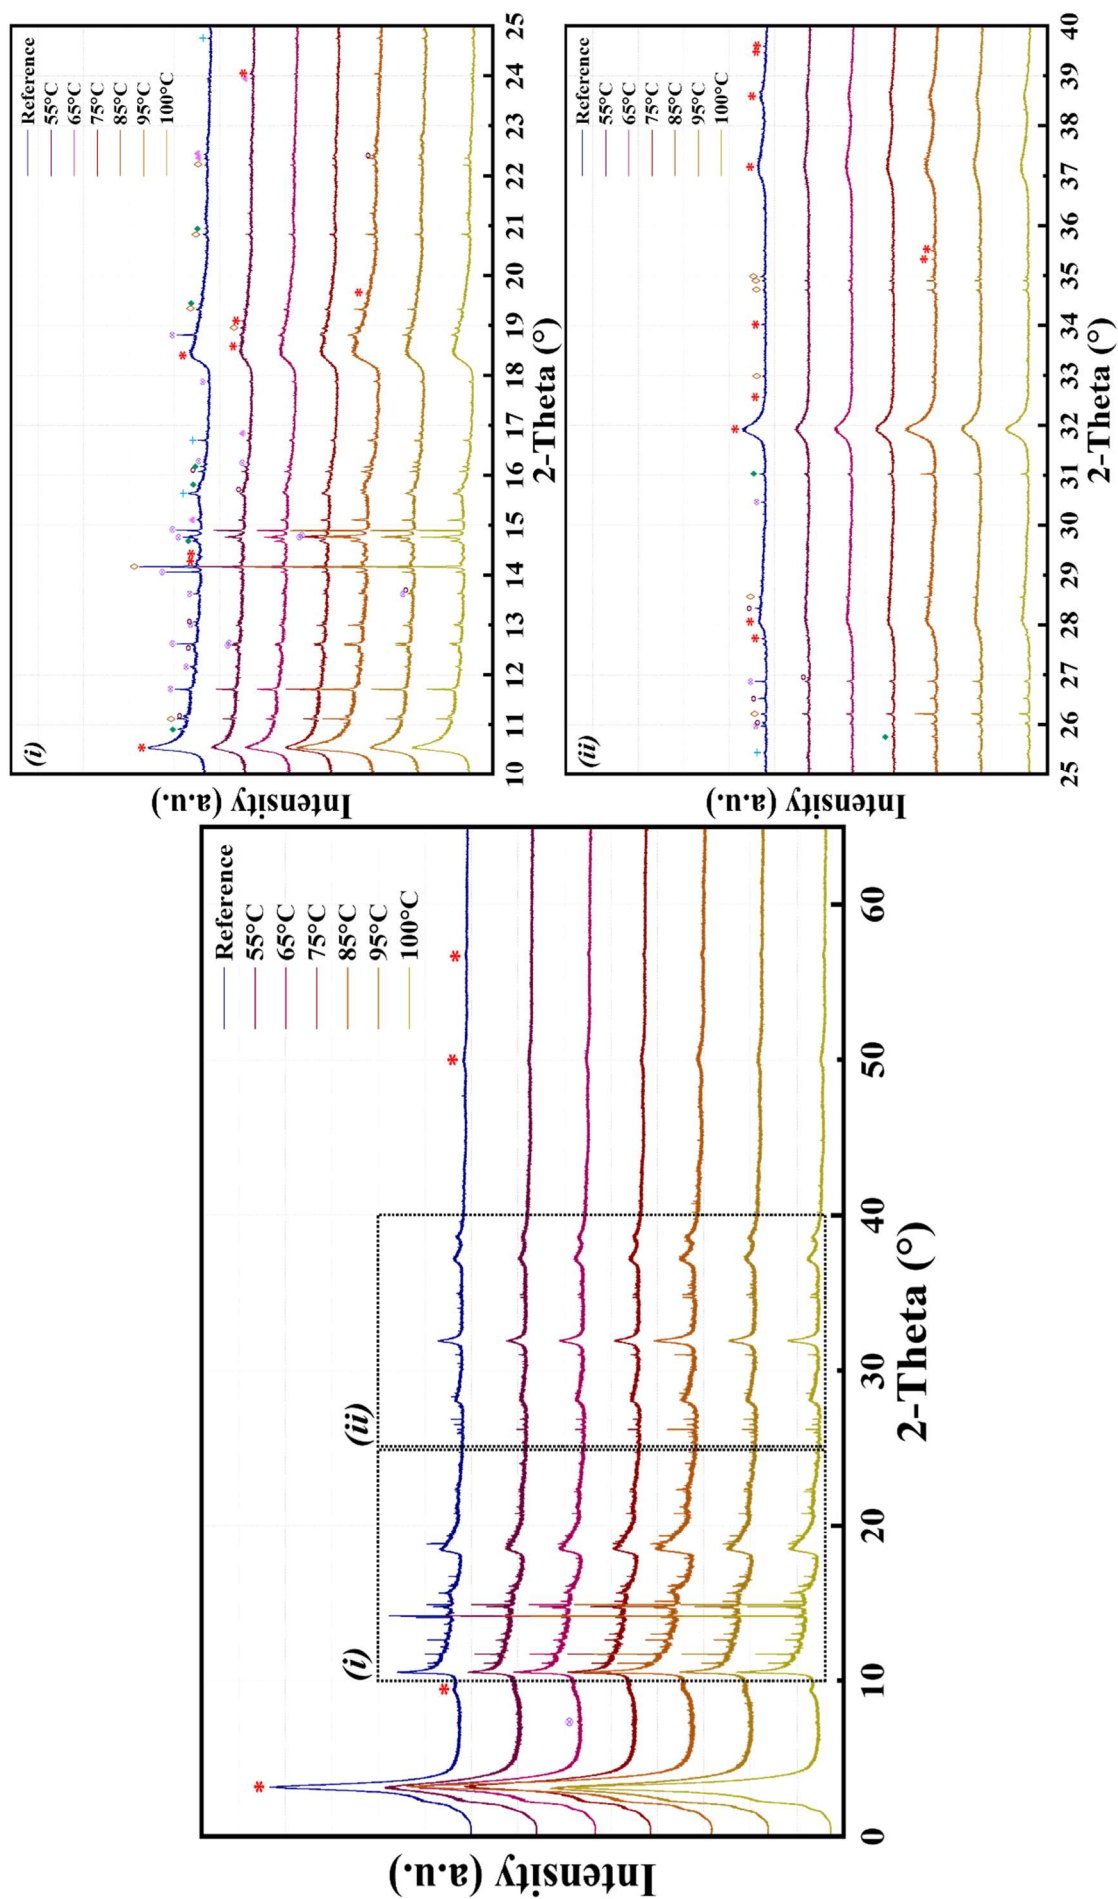 Intensity (a.u.)
Reference
55°C
65°C
75°C
85°C
95°C
100°C
(i)
(ii)
0
10
20
30
40
50
60
2-Theta (°)
Intensity (a.u.)
(i)
Reference
55°C
65°C
75°C
85°C
95°C
100°C
10
11
12
13
14
15
16
17
18
19
20
21
22
23
24
25
2-Theta (°)
Intensity (a.u.)
(ii)
Reference
55°C
65°C
75°C
85°C
95°C
100°C
25
26
27
28
29
30
31
32
33
34
35
36
37
38
39
40
2-Theta (°)